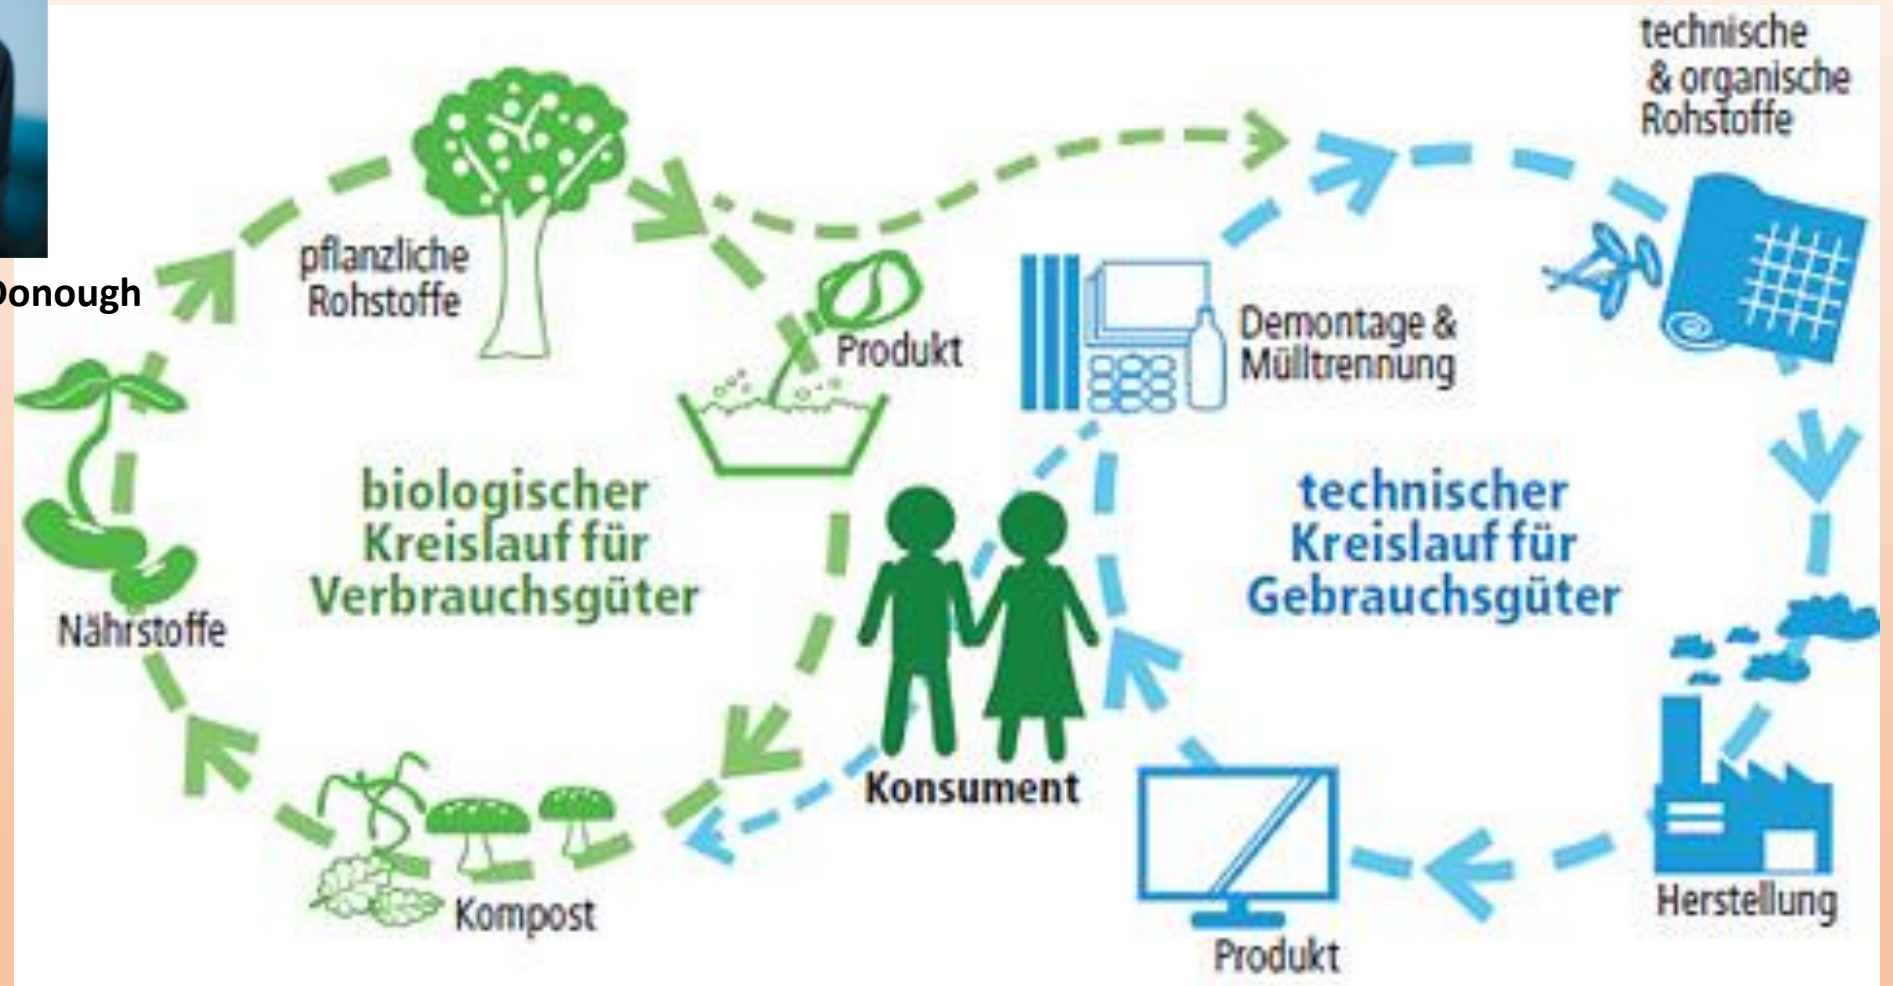 technische
& organische
Rohstoffe
pflanzliche
Rohstoffe
Donough
Produkt
Demontage &
Mülltrennung
biologischer
Kreislauf für
Verbrauchsgüter
technischer
Kreislauf für
Gebrauchsgüter
Nährstoffe
Konsument
Kompost
Herstellung
Produkt